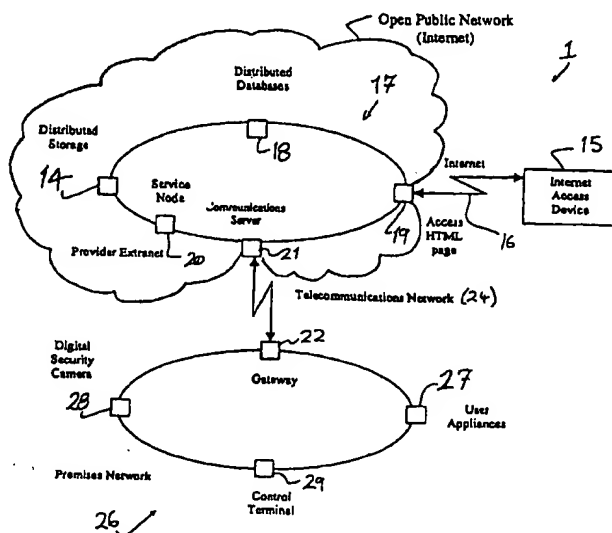 Open Public Network
(Internet)
1
Distributed
Databases
17
15
Distributed
Storage
18
Internet
Internet
Access
Device
14
Service
Node
Communications
Server
19
Access
HTML
page
16
Provider Extranet
20
21
Telecommunications Network (24)
22
Digital
Security
Camera
Gateway
27
28
User
Appliances
Premises Network
29
Control
Terminal
26